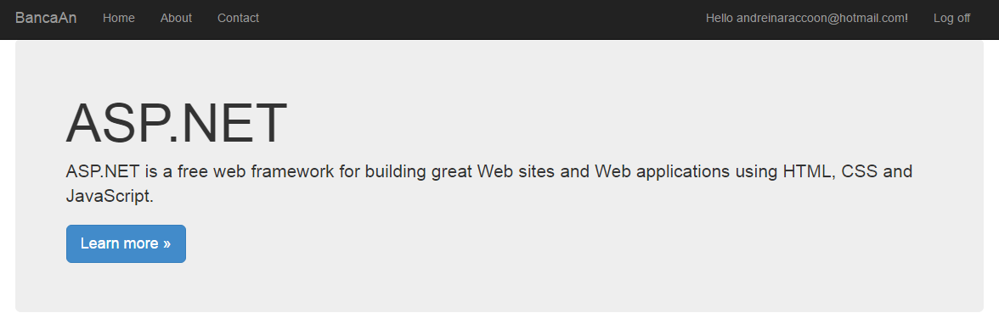 BancaAn Home About Contact Hello andreinaraccoon@hotmail.com! Log off
ASP.NET
ASP.NET is a free web framework for building great Web sites and Web applications using HTML, CSS and
JavaScript.
Learn more »